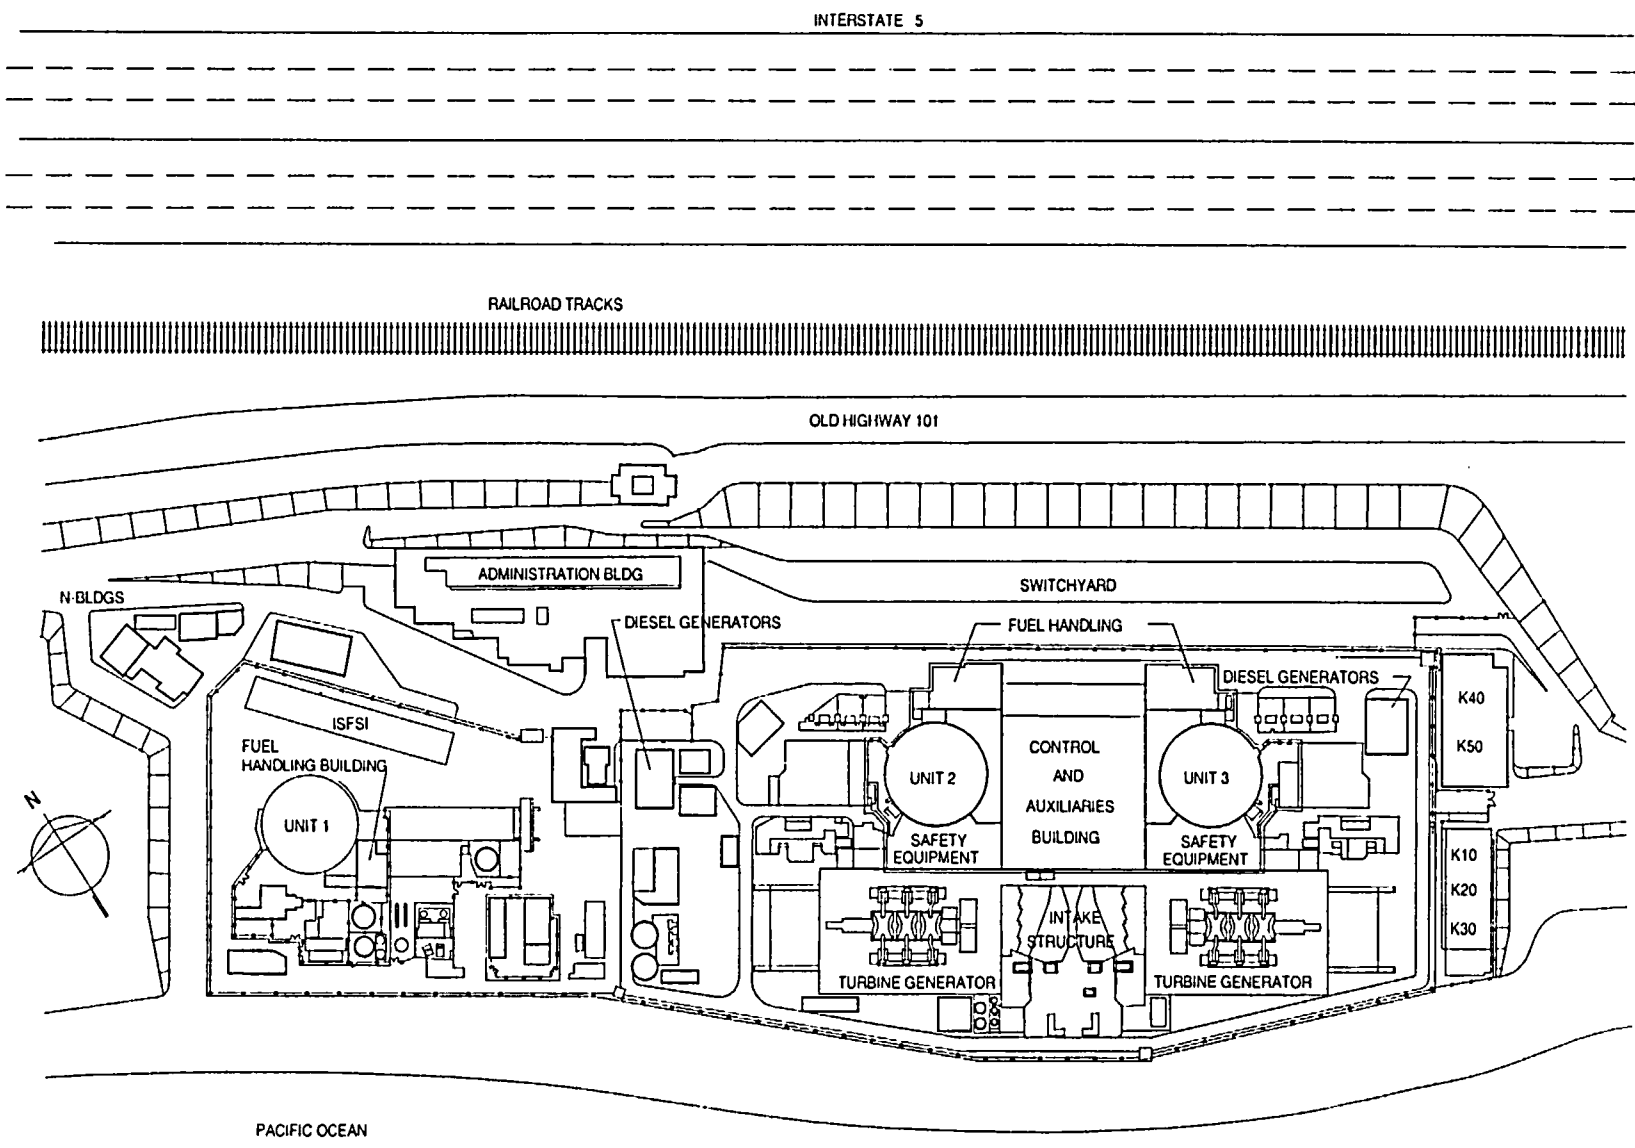 INTERSTATE 5
RAILROAD TRACKS
OLD HIGHWAY 101
ADMINISTRATION BLDG
SWITCHYARD
N-BLDGS
DIESEL GENERATORS
FUEL HANDLING
DIESEL GENERATORS
K40
ISFSI
K50
FUEL
HANDLING BUILDING
CONTROL
AND
AUXILIARIES
BUILDING
UNIT 2
UNIT 3
N
UNIT 1
SAFETY
EQUIPMENT
SAFETY
EQUIPMENT
K10
K20
K30
INTAKE
STRUCTURE
TURBINE GENERATOR
TURBINE GENERATOR
PACIFIC OCEAN